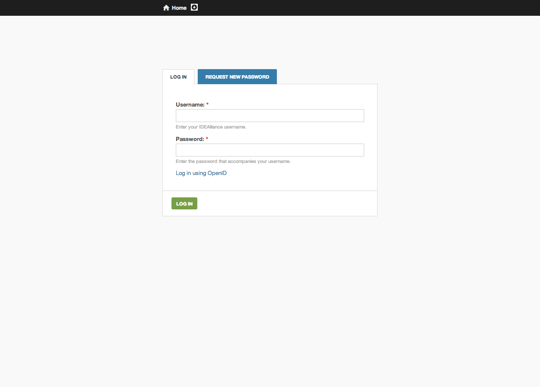 Home
LOG IN
REQUEST NEW PASSWORD
Username: *
Enter your IDEAlliance username.
Password: *
Enter the password that accompanies your username.
Log in using OpenID
LOG IN